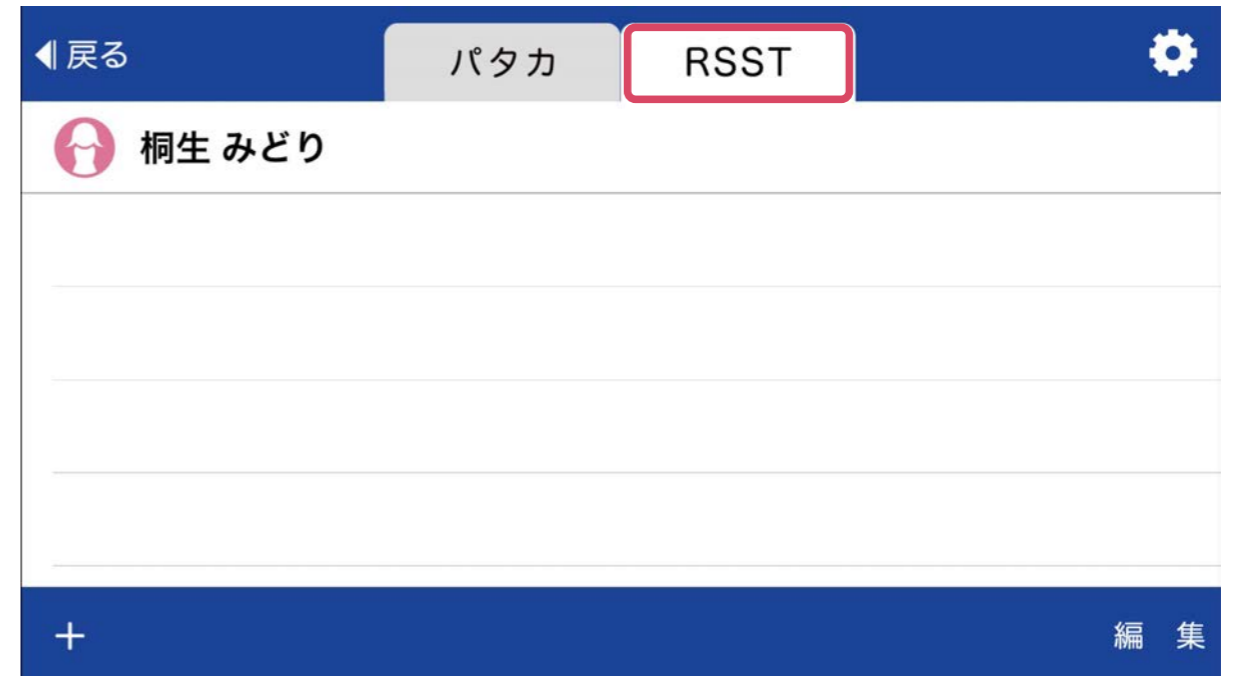 戻る
パタカ
RSST
桐生 みどり
+
編 集